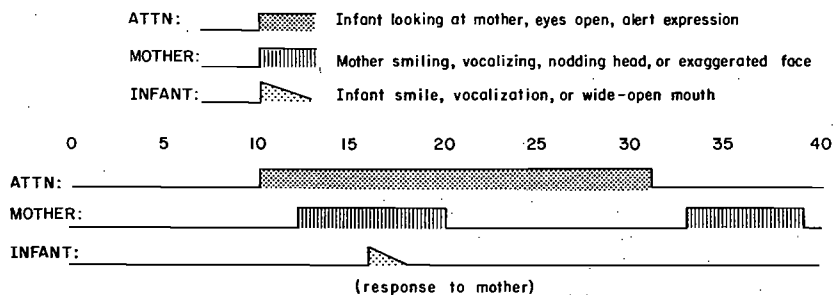 ATTN: Infant looking at mother, eyes open, alert expression
MOTHER: Mother smiling, vocalizing, nodding head, or exaggerated face
INFANT: Infant smile, vocalization, or wide-open mouth
0 5 10 15 20 25 30 35 40
ATTN:
MOTHER:
INFANT:
(response to mother)